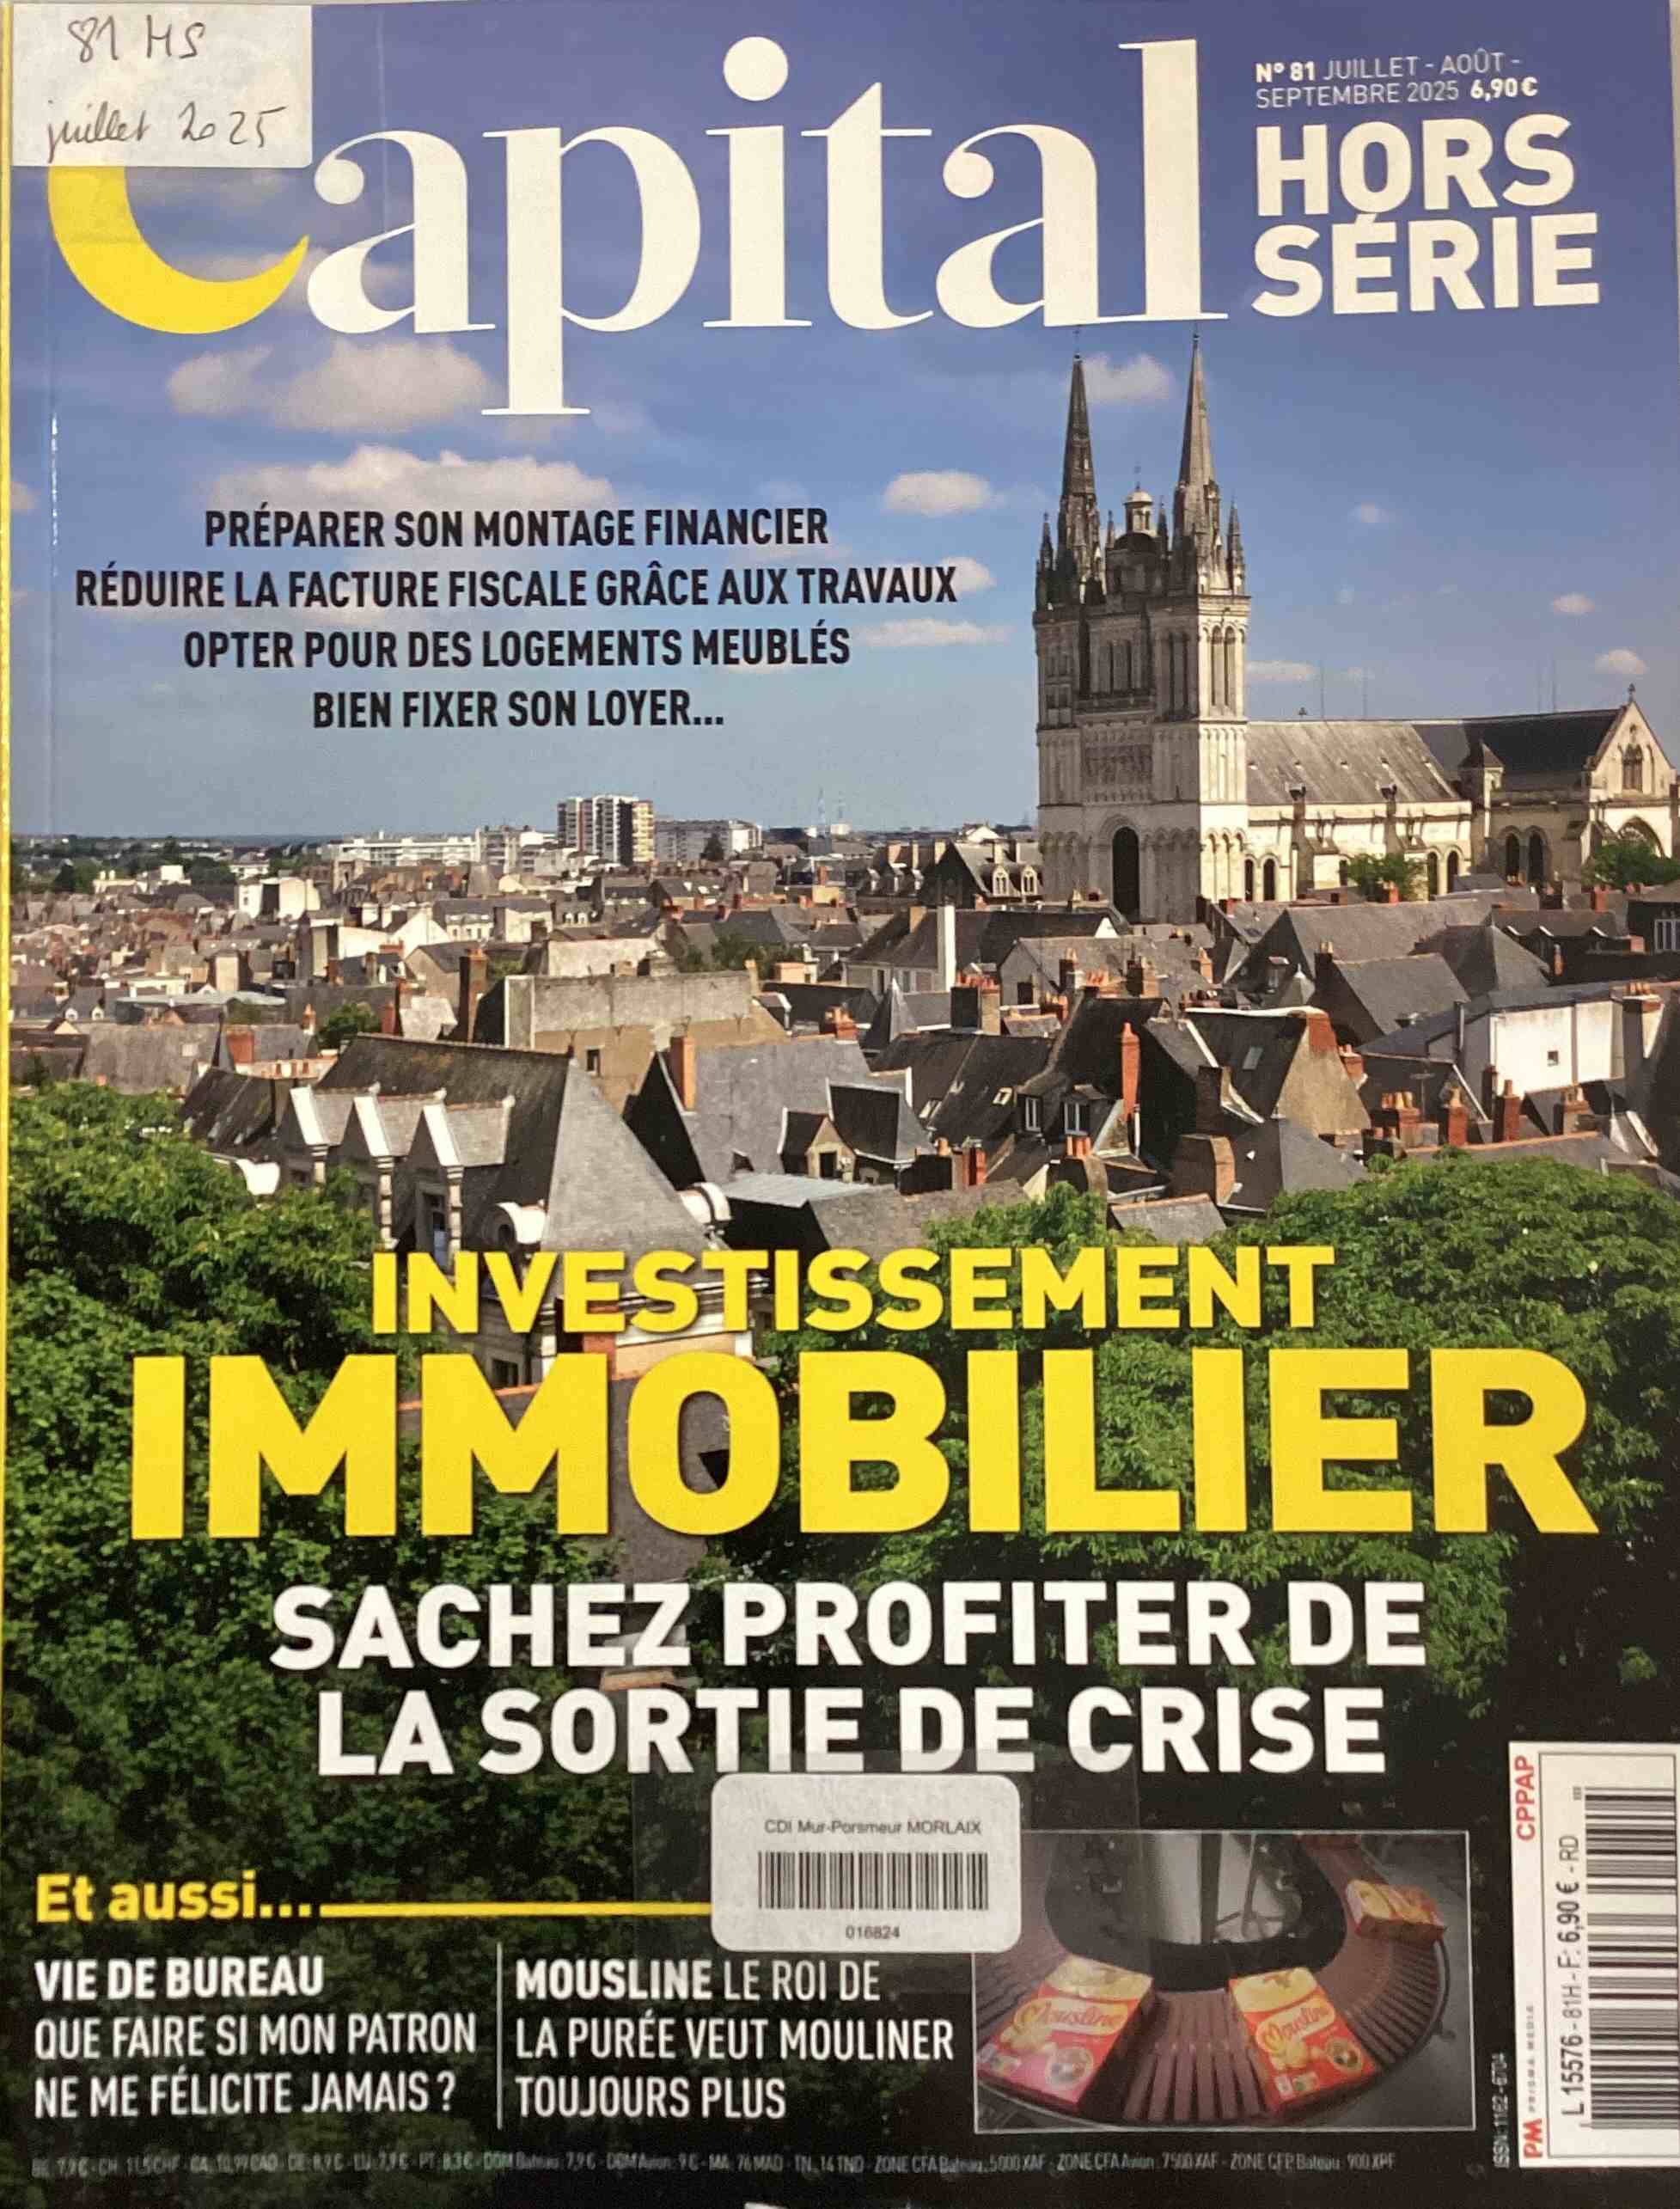 81 HS
juillet 2025
Capital
N° 81 JUILLET - AOÛT -
SEPTEMBRE 2025 6,90 €
HORS
SÉRIE
PRÉPARER SON MONTAGE FINANCIER
RÉDUIRE LA FACTURE FISCALE GRÂCE AUX TRAVAUX
OPTER POUR DES LOGEMENTS MEUBLÉS
BIEN FIXER SON LOYER...
INVESTISSEMENT
IMMOBILIER
SACHEZ PROFITER DE
LA SORTIE DE CRISE
CDI Mur-Porsmeur MORLAIX
016824
Et aussi...
VIE DE BUREAU
QUE FAIRE SI MON PATRON
NE ME FÉLICITE JAMAIS ?
MOUSLINE LE ROI DE
LA PURÉE VEUT MOULINER
TOUJOURS PLUS
Mousline
Mousline
CPPAP
L 15576 - 81H - F: 6,90 € - RD
PM PRISMA MEDIA
ISSN: 1162-6704
BE: 7,9€ - CH: 11,5 CHF - CA: 10,99 CAD - DE: 8,9€ - LU: 7,9€ - PT: 8,3€ - DOM Bateau: 7,9€ - DOM Avion: 9€ - MA: 76 MAD - TN: 14 TND - ZONE CFA Bateau: 5000 XAF - ZONE CFA Avion: 7500 XAF - ZONE CFP Bateau: 900 XPF